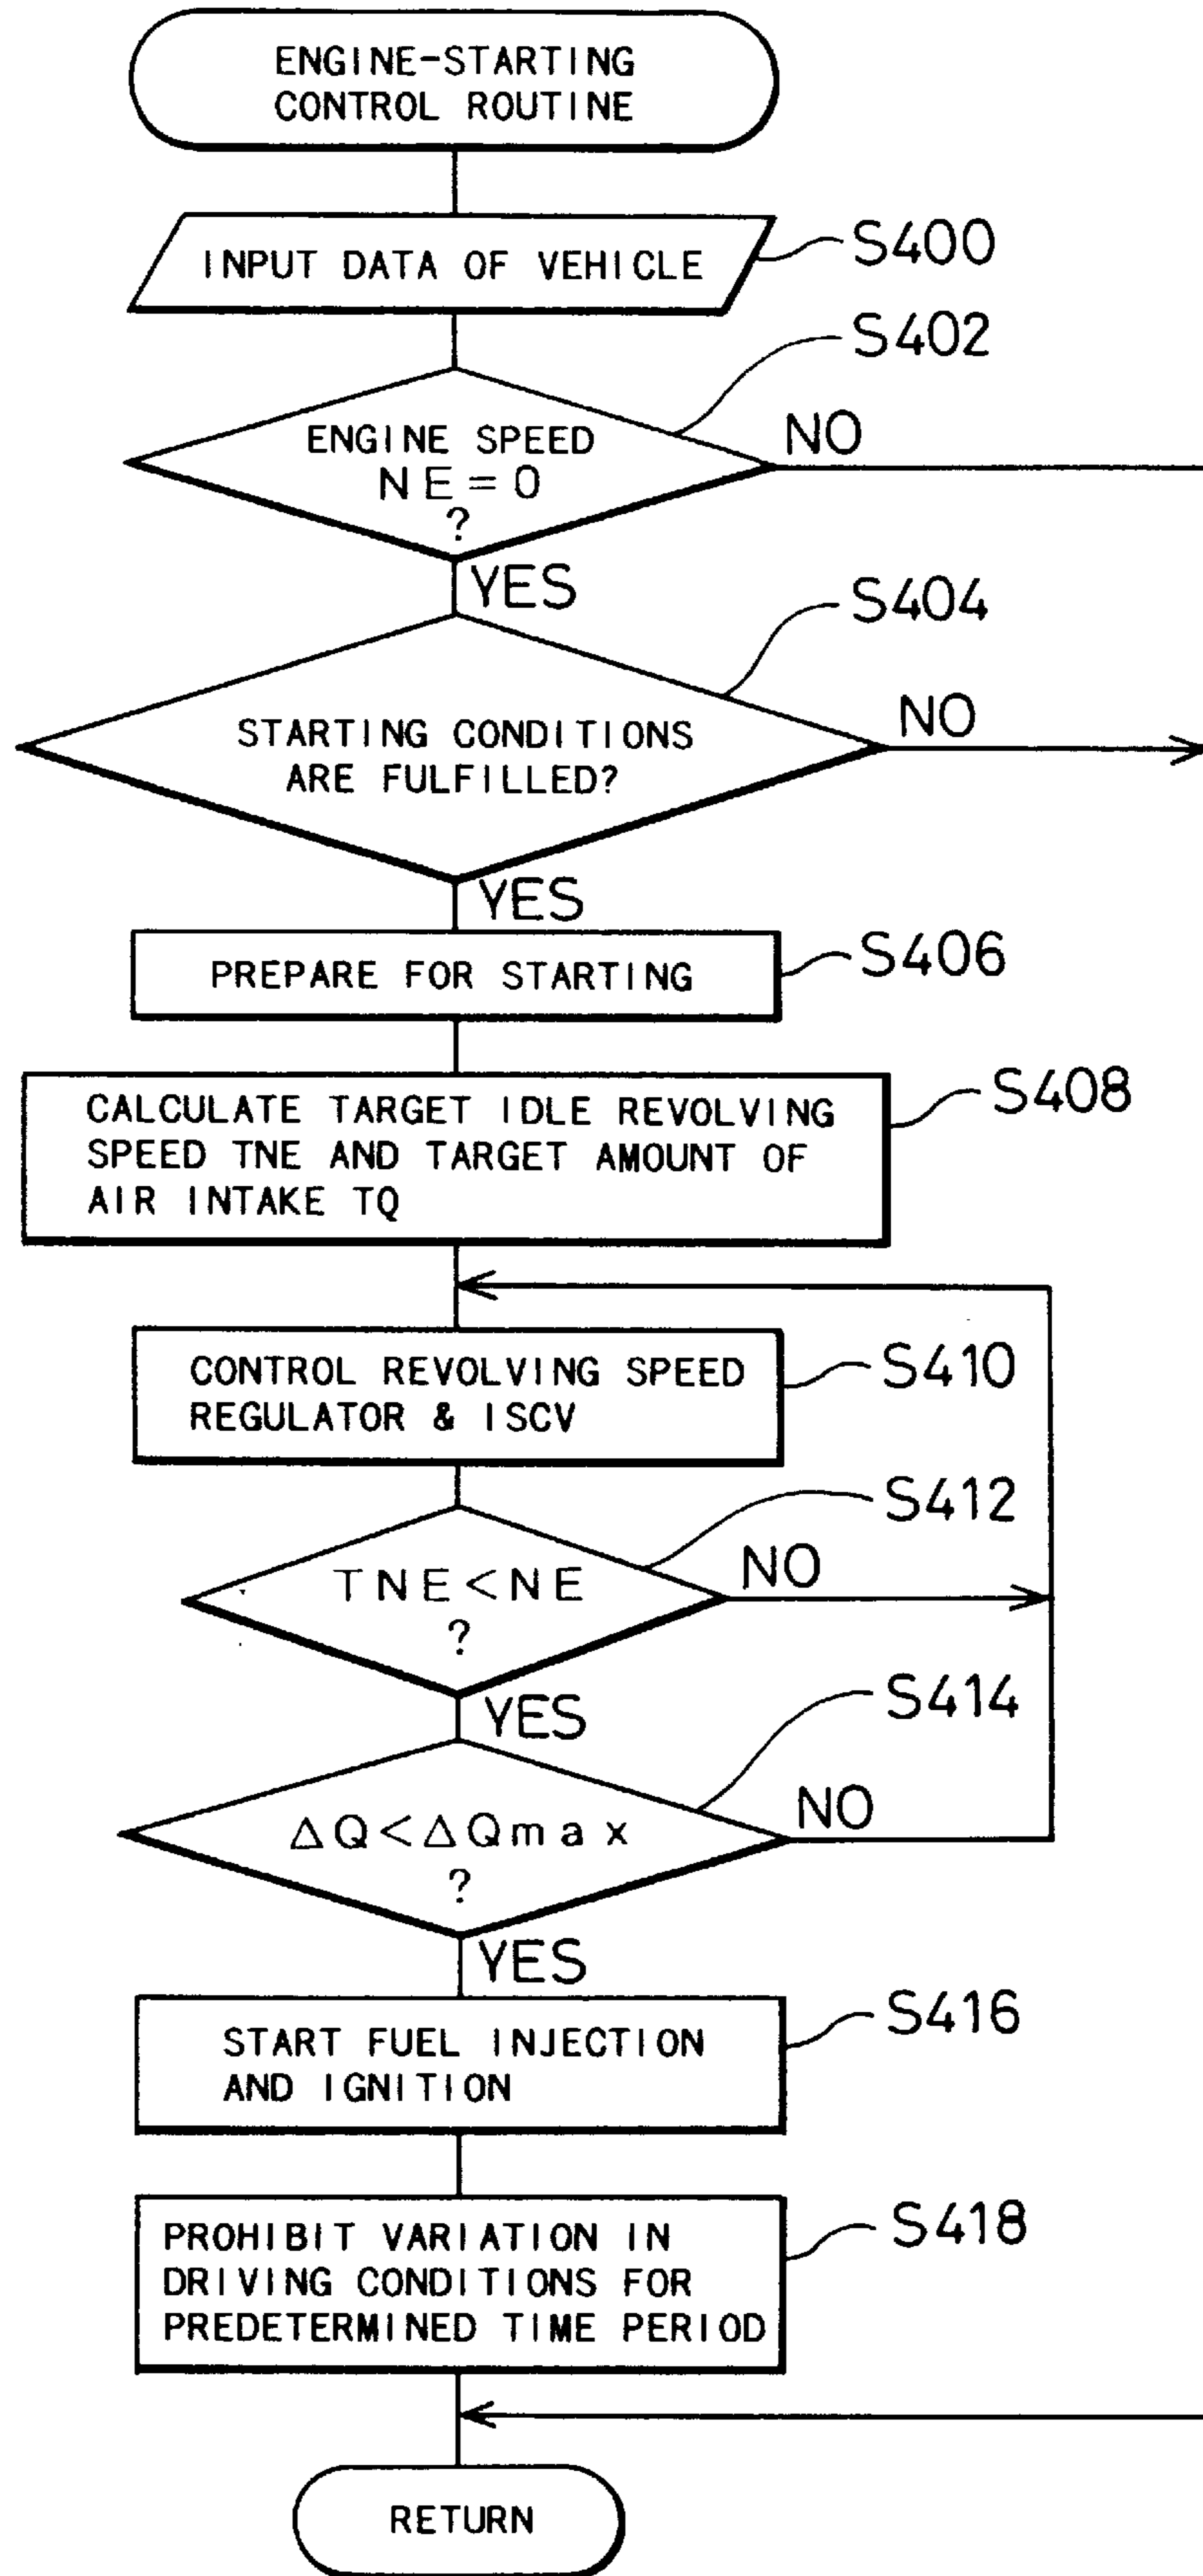 ENGINE-STARTING
CONTROL ROUTINE
INPUT DATA OF VEHICLE
S400
S402
ENGINE SPEED
NE=0
?
NO
YES
S404
STARTING CONDITIONS
ARE FULFILLED?
NO
YES
PREPARE FOR STARTING
S406
CALCULATE TARGET IDLE REVOLVING
SPEED TNE AND TARGET AMOUNT OF
AIR INTAKE TQ
S408
CONTROL REVOLVING SPEED
REGULATOR & ISCV
S410
S412
TNE<NE
?
NO
YES
S414
ΔQ<ΔQmax
?
NO
YES
START FUEL INJECTION
AND IGNITION
S416
PROHIBIT VARIATION IN
DRIVING CONDITIONS FOR
PREDETERMINED TIME PERIOD
S418
RETURN